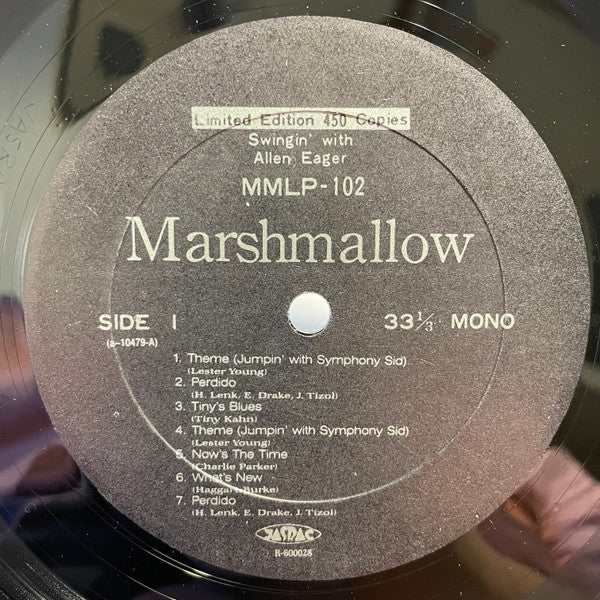 Limited Edition 450 Copies
Swingin' with
Allen Eager
MMLP-102
Marshmallow
SIDE 1 33⅓ MONO
(a-10479-A)
1. Theme (Jumpin' with Symphony Sid)
(Lester Young)
2. Perdido
(H. Lenk, E. Drake, J. Tizol)
3. Tiny's Blues
(Tiny Kahn)
4. Theme (Jumpin' with Symphony Sid)
(Lester Young)
5. Now's The Time
(Charlie Parker)
6. What's New
(Haggart-Burke)
7. Perdido
(H. Lenk, E. Drake, J. Tizol)
JASRAC
R-600028